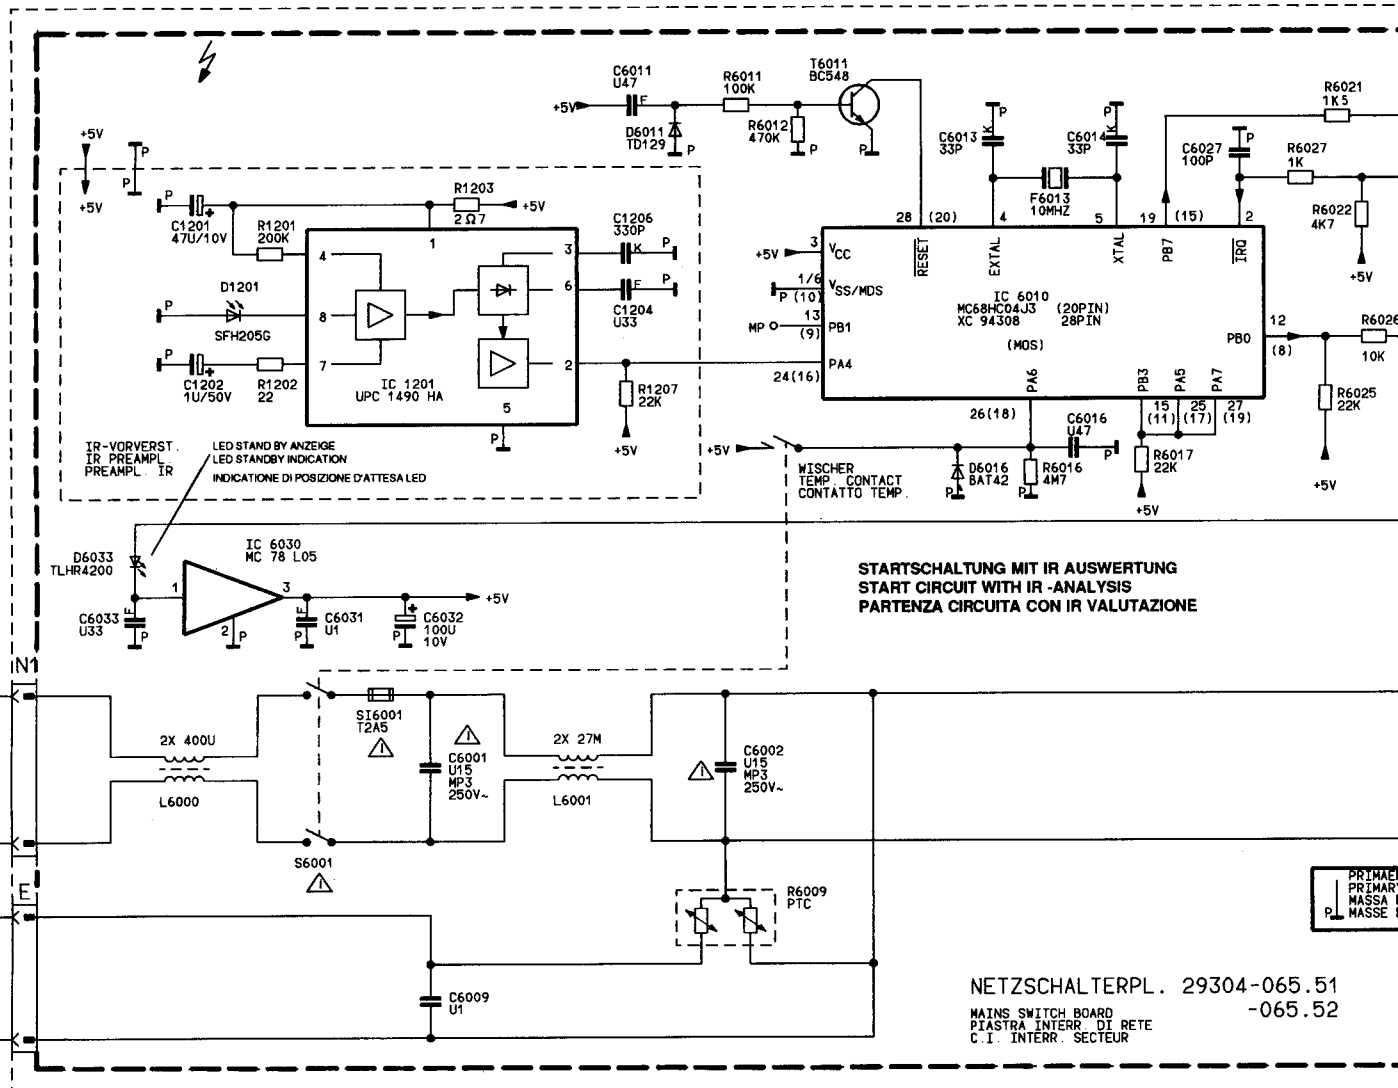 T6011
BC548
C6011
U47
F
+5V
R6011
100K
D6011
TD129
P
R6012
470K
P
P
P
K
C6013
33P
P
K
C6014
33P
F6013
10MHZ
R6021
1K5
P
C6027
100P
R6027
1K
R6022
4K7
+5V
+5V
+5V
P
P
P
C1201
47U/10V
+
R1201
200K
R1203
2Ω7
+5V
1
C1206
330P
K
P
3
6
F
P
C1204
U33
4
8
7
P
D1201
SFH205G
P
C1202
1U/50V
+
R1202
22
IC 1201
UPC 1490 HA
5
P
2
R1207
22K
+5V
28 (20)
4
5
19 (15)
2
RESET
EXTAL
XTAL
PB7
IRQ
+5V
3
VCC
1/6
P (10)
VSS/MDS
MP
13
(9)
PB1
24(16)
PA4
IC 6010
MC68HC04J3 (20PIN)
XC 94308 28PIN
(MOS)
12
(8)
PB0
R6026
10K
R6025
22K
+5V
PA6
PB3
PA5
PA7
26(18)
15
(11)
25
(17)
27
(19)
C6016
U47
P
R6017
22K
+5V
+5V
WISCHER
TEMP. CONTACT
CONTATTO TEMP.
D6016
BAT42
P
R6016
4M7
P
IR-VORVERST.
IR PREAMPL.
PREAMPL. IR
LED STAND BY ANZEIGE
LED STANDBY INDICATION
INDICATIONE DI POSIZIONE D'ATTESA LED
D6033
TLHR4200
C6033
U33
F
P
IC 6030
MC 78 L05
1
2
3
P
F
C6031
U1
P
+
C6032
100U
10V
P
+5V
STARTSCHALTUNG MIT IR AUSWERTUNG
START CIRCUIT WITH IR -ANALYSIS
PARTENZA CIRCUITA CON IR VALUTAZIONE
N1
2X 400U
L6000
SI6001
T2A5
C6001
U15
MP3
250V~
2X 27M
L6001
C6002
U15
MP3
250V~
S6001
E
R6009
PTC
C6009
U1
P
MASSA
MASSE
NETZSCHALTERPL. 29304-065.51
-065.52
MAINS SWITCH BOARD
PIASTRA INTERR. DI RETE
C.I. INTERR. SECTEUR